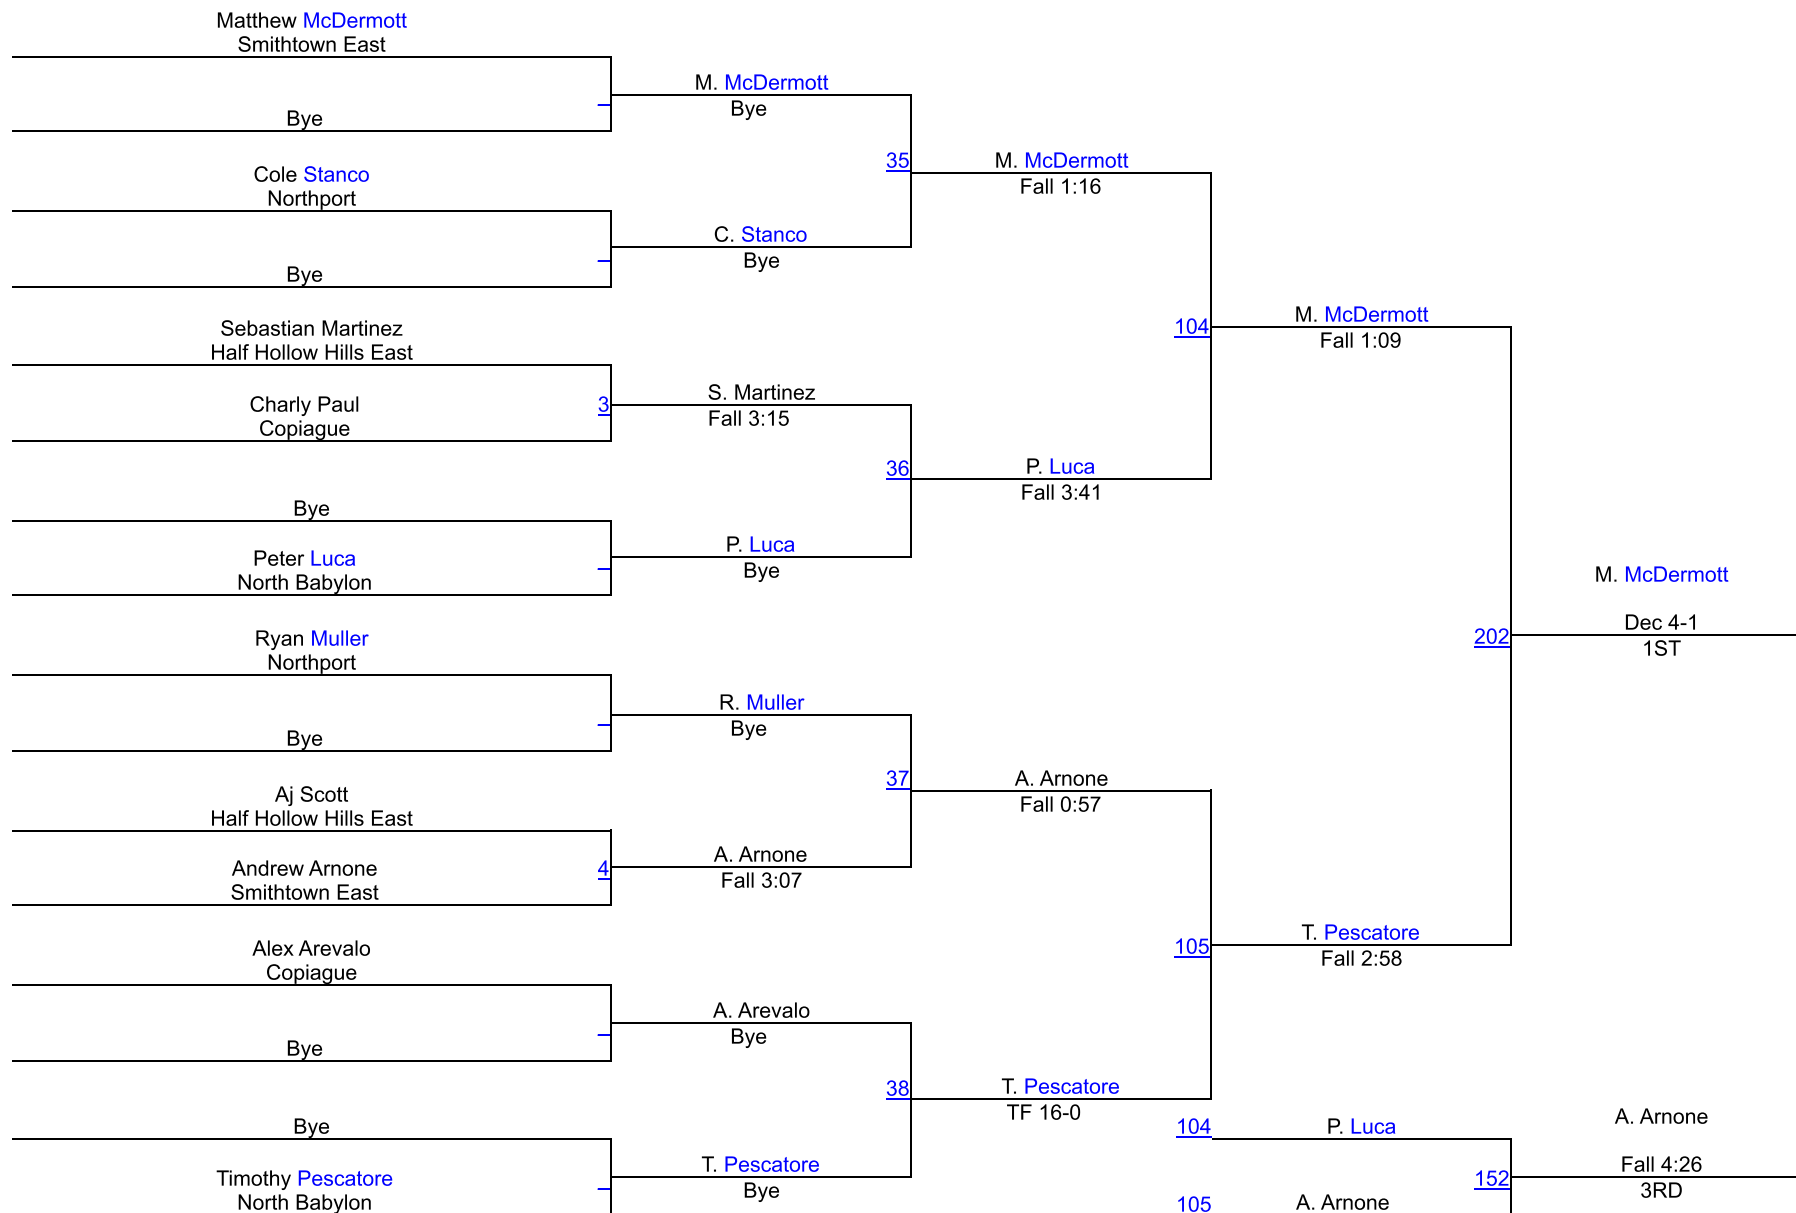 Matthew McDermott
Smithtown East
Bye
Cole Stanco
Northport
Bye
Sebastian Martinez
Half Hollow Hills East
Charly Paul
Copiague
Bye
Peter Luca
North Babylon
Ryan Muller
Northport
Bye
Aj Scott
Half Hollow Hills East
Andrew Arnone
Smithtown East
Alex Arevalo
Copiague
Bye
Bye
Timothy Pescatore
North Babylon
M. McDermott
Bye
C. Stanco
Bye
3
S. Martinez
Fall 3:15
P. Luca
Bye
R. Muller
Bye
4
A. Arnone
Fall 3:07
A. Arevalo
Bye
T. Pescatore
Bye
35
M. McDermott
Fall 1:16
36
P. Luca
Fall 3:41
37
A. Arnone
Fall 0:57
38
T. Pescatore
TF 16-0
104
M. McDermott
Fall 1:09
105
T. Pescatore
Fall 2:58
202
M. McDermott
Dec 4-1
1ST
104
P. Luca
105
A. Arnone
152
A. Arnone
Fall 4:26
3RD